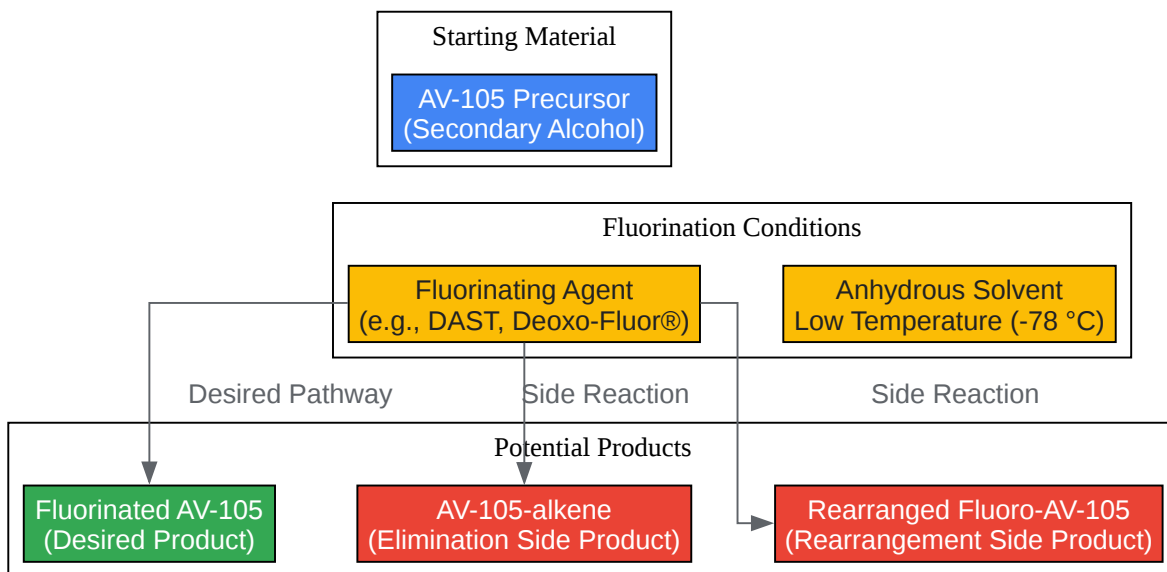 Starting Material
AV-105 Precursor
(Secondary Alcohol)
Fluorination Conditions
Fluorinating Agent
(e.g., DAST, Deoxo-Fluor®)
Anhydrous Solvent
Low Temperature (-78 °C)
Desired Pathway
Side Reaction
Side Reaction
Potential Products
Fluorinated AV-105
(Desired Product)
AV-105-alkene
(Elimination Side Product)
Rearranged Fluoro-AV-105
(Rearrangement Side Product)